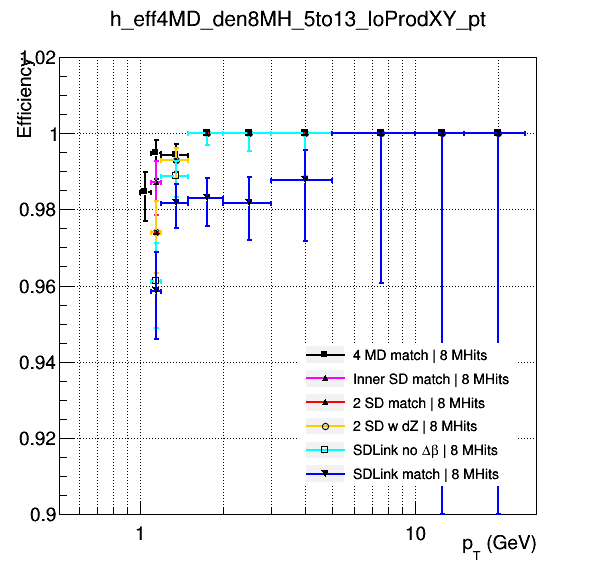 h_eff4MD_den8MH_5to13_loProdXY_pt
Efficiency
1.02
1
0.98
0.96
0.94
0.92
0.9
4 MD match | 8 MHits
Inner SD match | 8 MHits
2 SD match | 8 MHits
2 SD w dZ | 8 MHits
SDLink no Δβ | 8 MHits
SDLink match | 8 MHits
1
10
p_T (GeV)